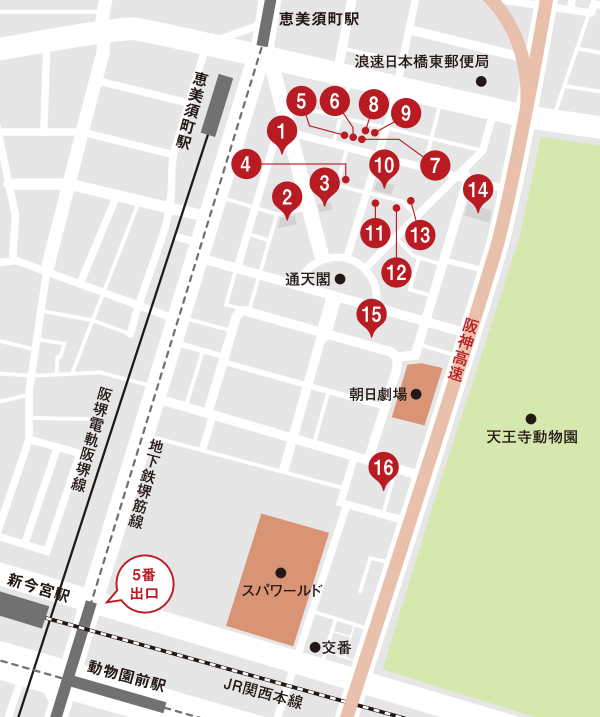 恵美須町駅
浪速日本橋東郵便局
恵美須町駅
5
6
8
9
1
4
7
10
3
2
14
11
13
12
通天閣
15
阪神高速
朝日劇場
天王寺動物園
阪堺電軌阪堺線
地下鉄堺筋線
16
5番
出口
スパワールド
新今宮駅
交番
動物園前駅
JR関西本線